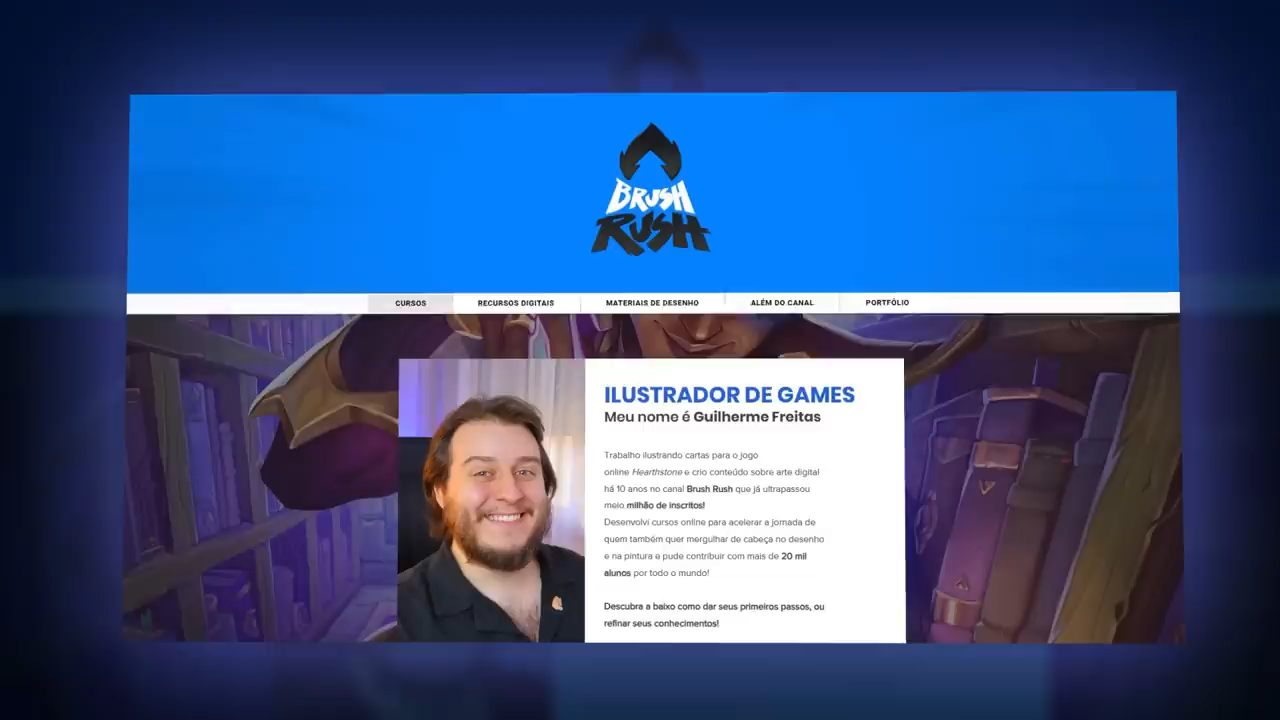 BRUSH
RUSH
CURSOS
RECURSOS DIGITAIS
MATERIAIS DE DESENHO
ALÉM DO CANAL
PORTFÓLIO
ILUSTRADOR DE GAMES
Meu nome é Guilherme Freitas
Trabalho ilustrando cartas para o jogo
online Hearthstone e crio conteúdo sobre arte digital
há 10 anos no canal Brush Rush que já ultrapassou
meio milhão de inscritos!
Desenvolvi cursos online para acelerar a jornada de
quem também quer mergulhar de cabeça no desenho
e na pintura e pude contribuir com mais de 20 mil
alunos por todo o mundo!
Descubra a baixo como dar seus primeiros passos, ou
refinar seus conhecimentos!